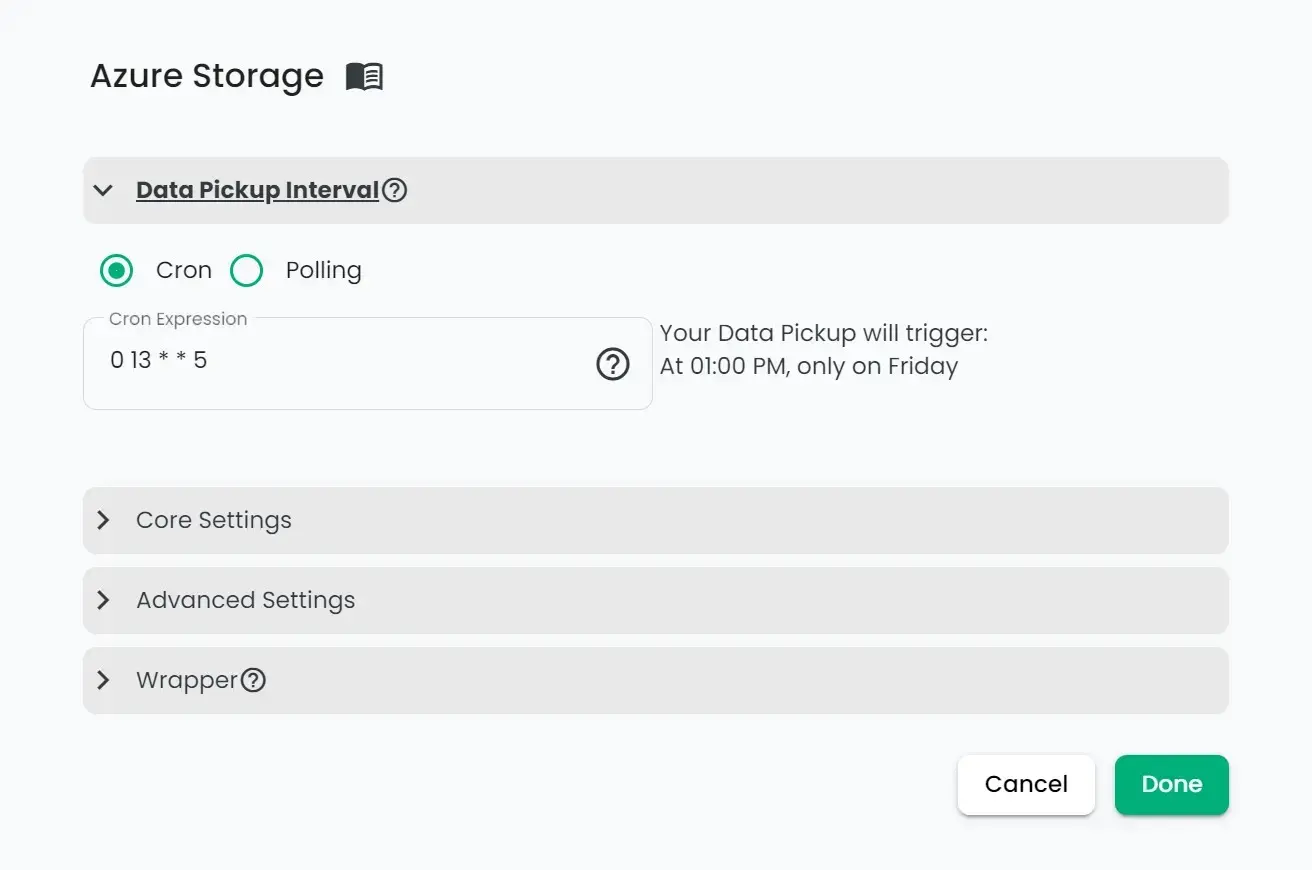 Azure Storage
Data Pickup Interval
Cron Polling
Cron Expression
0 13 * * 5
Your Data Pickup will trigger:
At 01:00 PM, only on Friday
Core Settings
Advanced Settings
Wrapper
Cancel Done